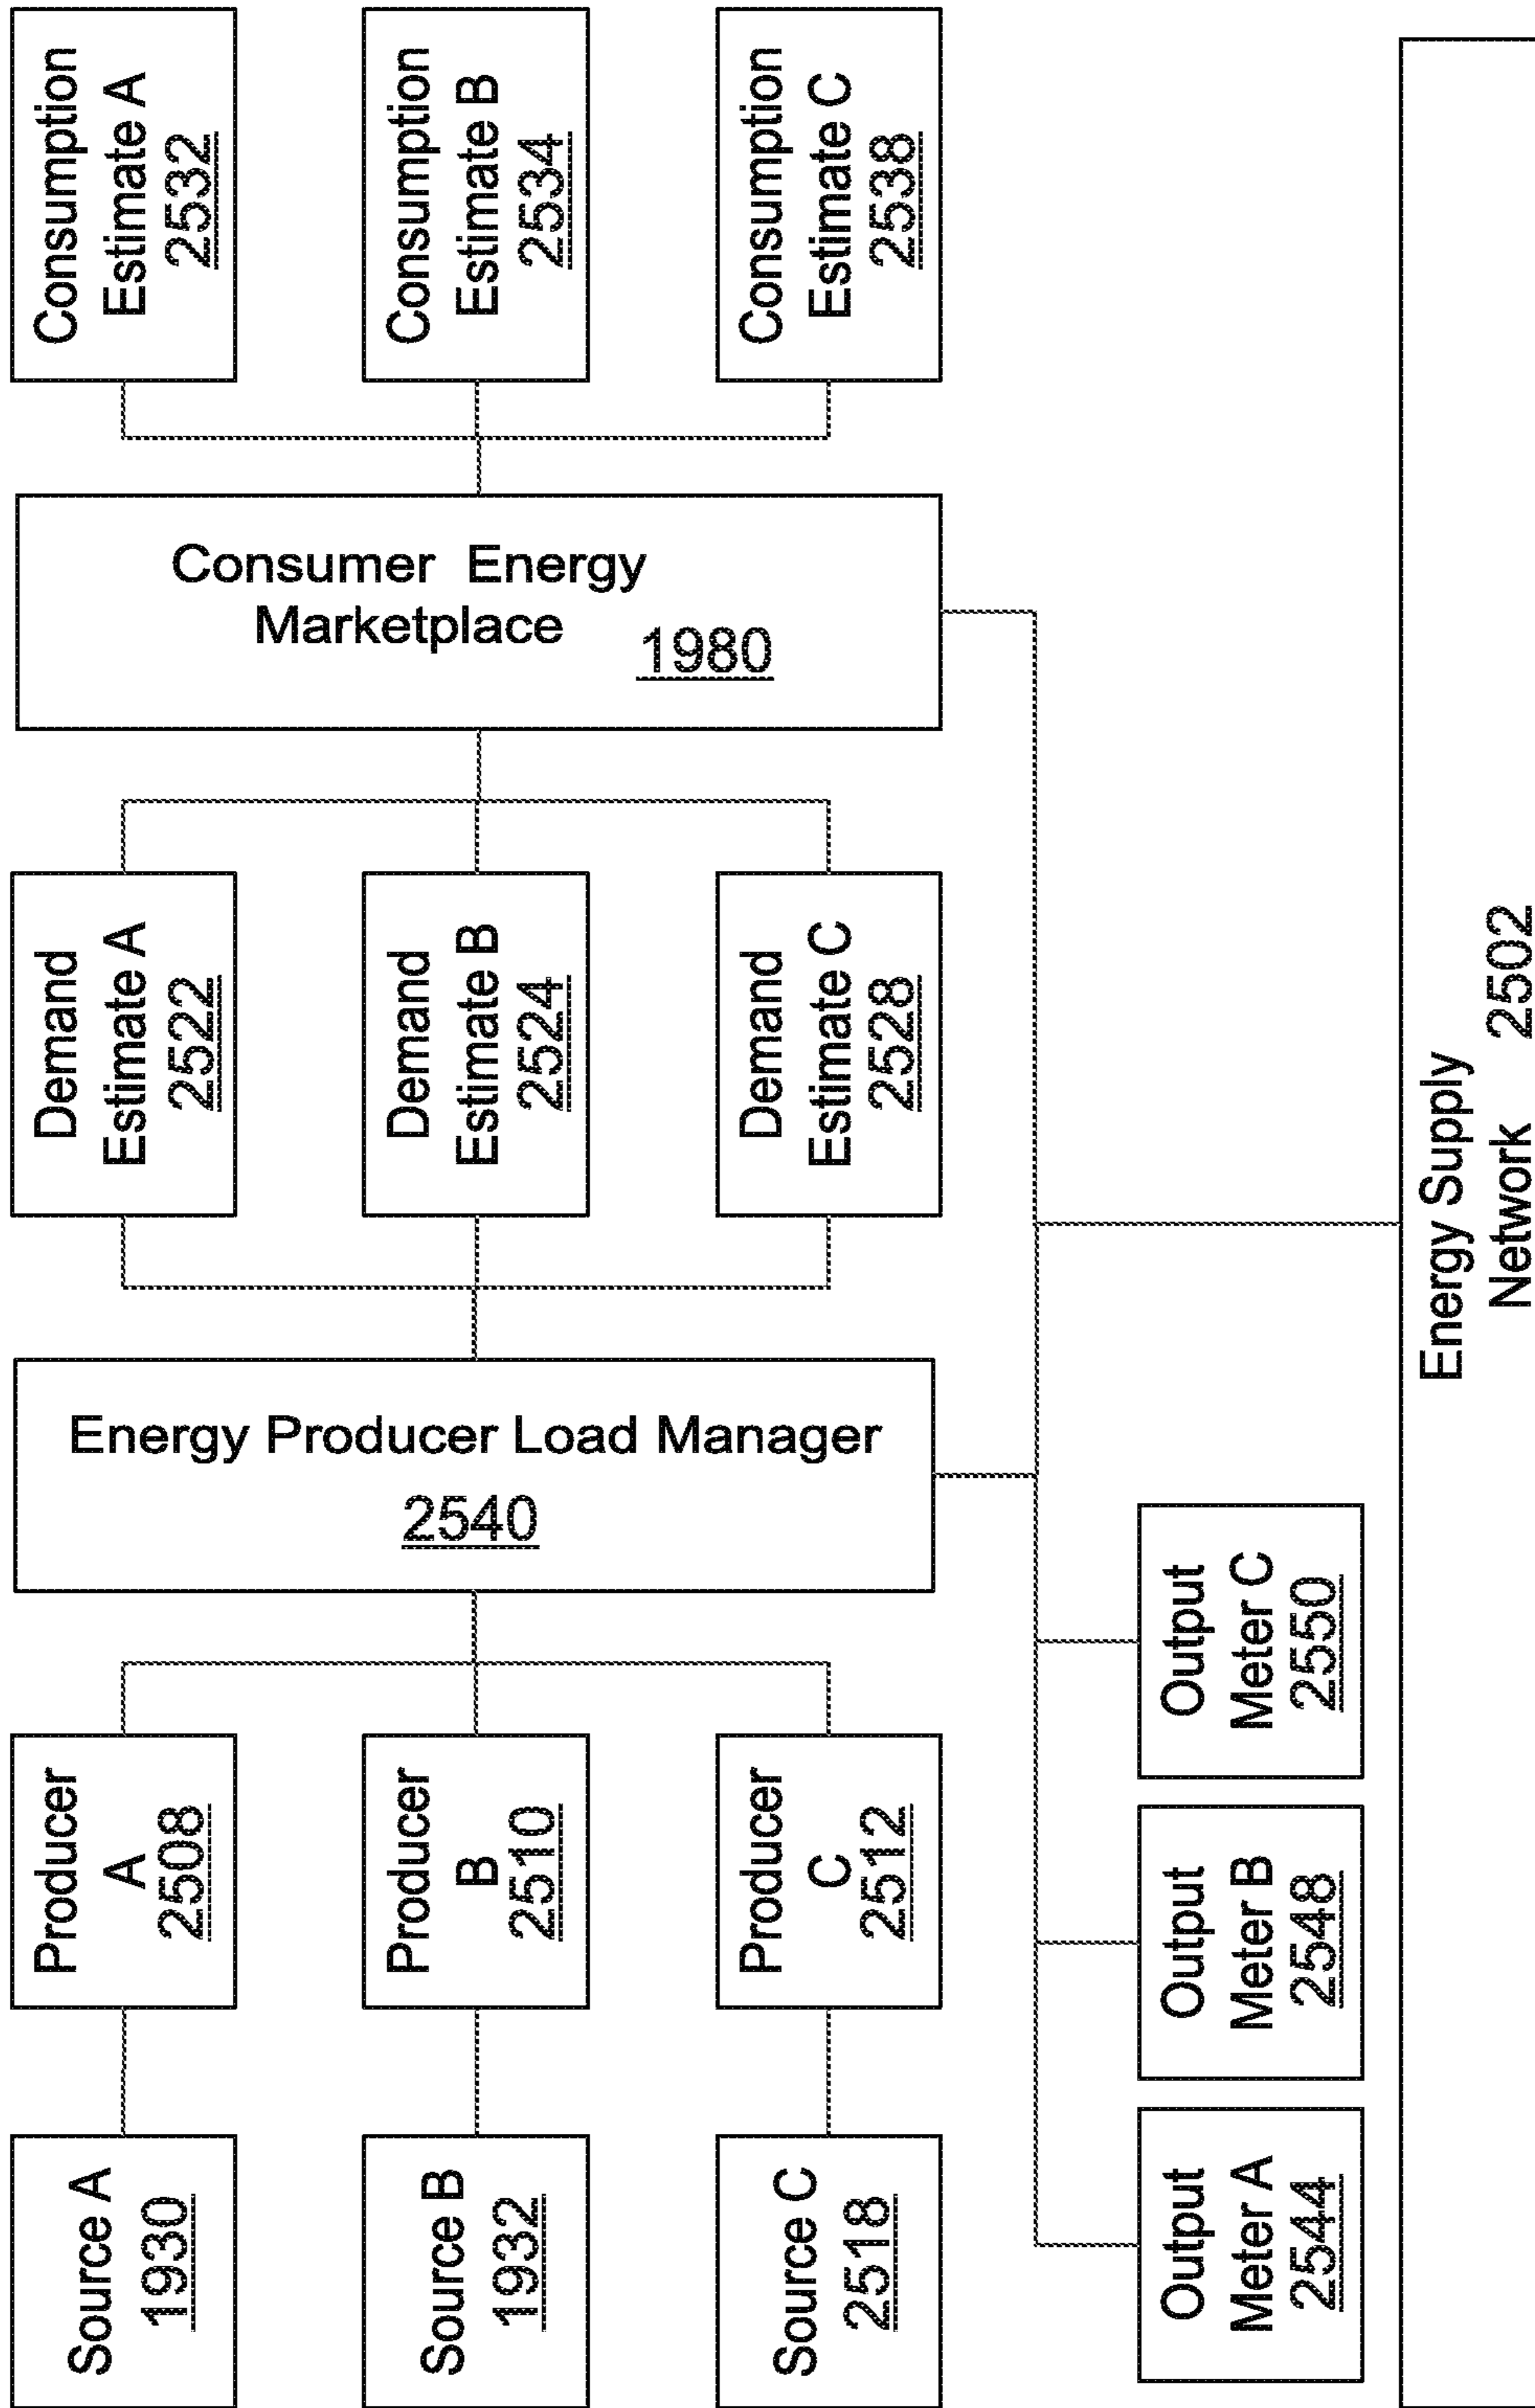 Source A
1930
Source B
1932
Source C
2518
Producer
A
2508
Producer
B
2510
Producer
C
2512
Energy Producer Load Manager
2540
Demand
Estimate A
2522
Demand
Estimate B
2524
Demand
Estimate C
2528
Consumer Energy
Marketplace
1980
Consumption
Estimate A
2532
Consumption
Estimate B
2534
Consumption
Estimate C
2538
Output
Meter A
2544
Output
Meter B
2548
Output
Meter C
2550
Energy Supply
Network 2502